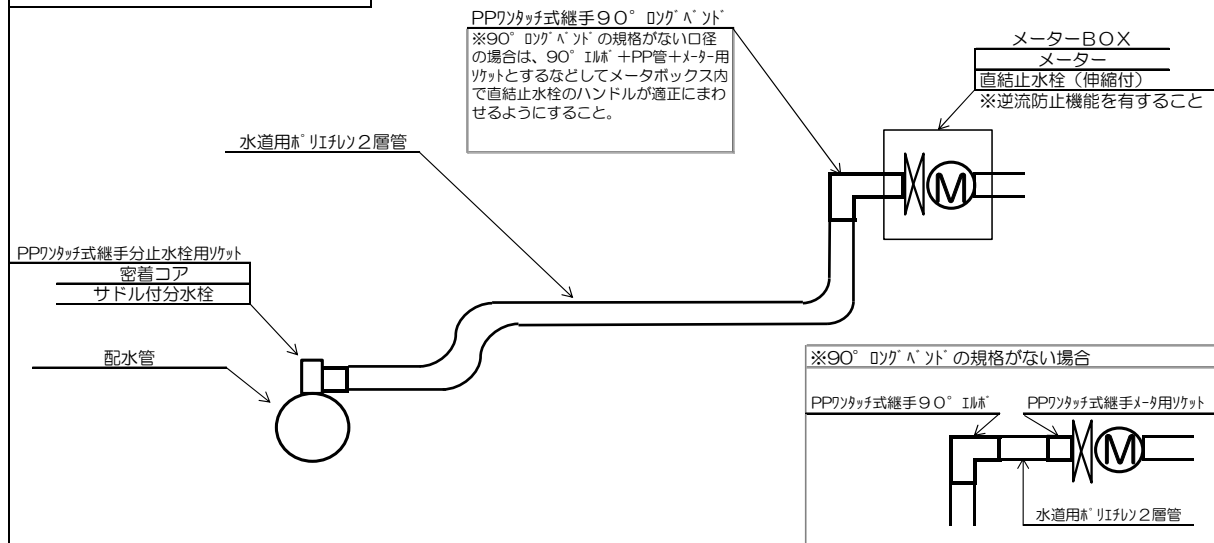 PPﾜﾝﾀｯﾁ式継手90° ﾛﾝｸﾞﾍﾞﾝﾄﾞ
※90° ﾛﾝｸﾞﾍﾞﾝﾄﾞの規格がない口径
の場合は、90° ｴﾙﾎﾞ+PP管+ﾒｰﾀｰ用
ｿｹｯﾄとするなどしてメータボックス内
で直結止水栓のハンドルが適正にまわ
せるようにすること。
メーターBOX
メーター
直結止水栓（伸縮付）
※逆流防止機能を有すること
水道用ﾎﾟﾘｴﾁﾚﾝ2層管
PPﾜﾝﾀｯﾁ式継手分止水栓用ｿｹｯﾄ
密着コア
サドル付分水栓
配水管
M
※90° ﾛﾝｸﾞﾍﾞﾝﾄﾞの規格がない場合
PPﾜﾝﾀｯﾁ式継手90° ｴﾙﾎﾞ
PPﾜﾝﾀｯﾁ式継手ﾒｰﾀ用ｿｹｯﾄ
M
水道用ﾎﾟﾘｴﾁﾚﾝ2層管